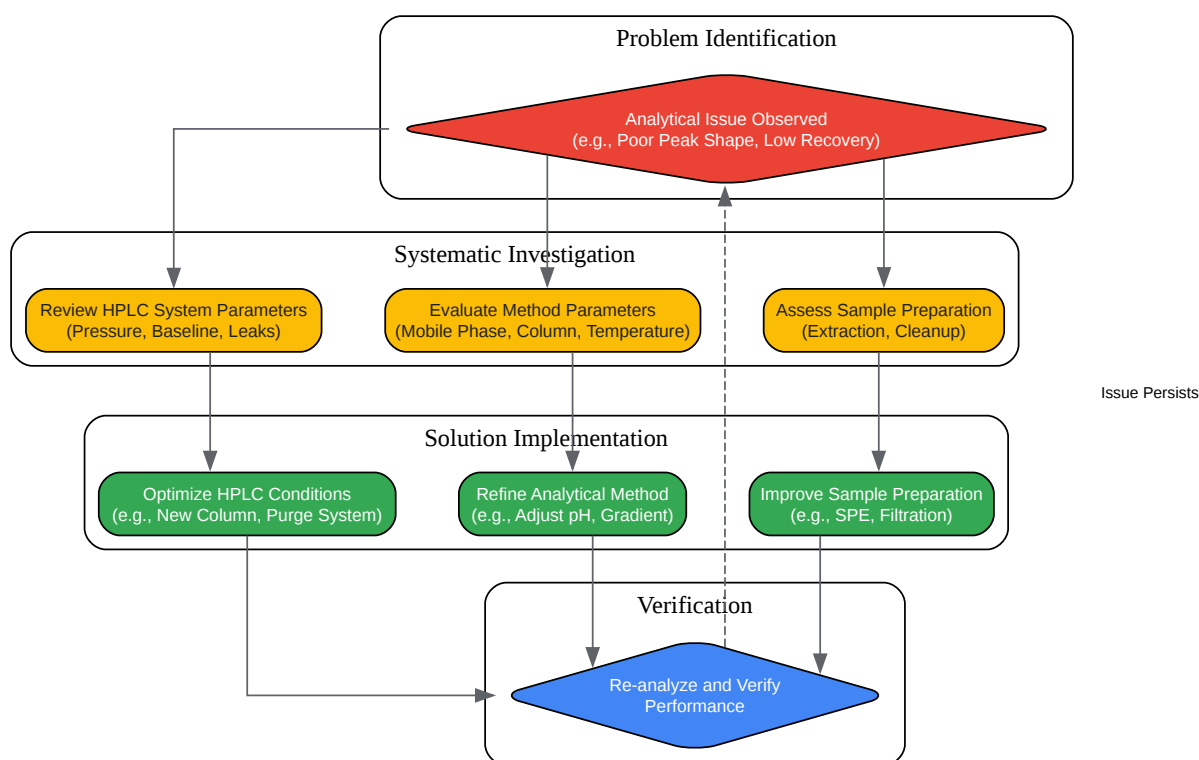 Problem Identification
Analytical Issue Observed
(e.g., Poor Peak Shape, Low Recovery)
Systematic Investigation
Review HPLC System Parameters
(Pressure, Baseline, Leaks)
Evaluate Method Parameters
(Mobile Phase, Column, Temperature)
Assess Sample Preparation
(Extraction, Cleanup)
Issue Persists
Solution Implementation
Optimize HPLC Conditions
(e.g., New Column, Purge System)
Refine Analytical Method
(e.g., Adjust pH, Gradient)
Improve Sample Preparation
(e.g., SPE, Filtration)
Verification
Re-analyze and Verify
Performance